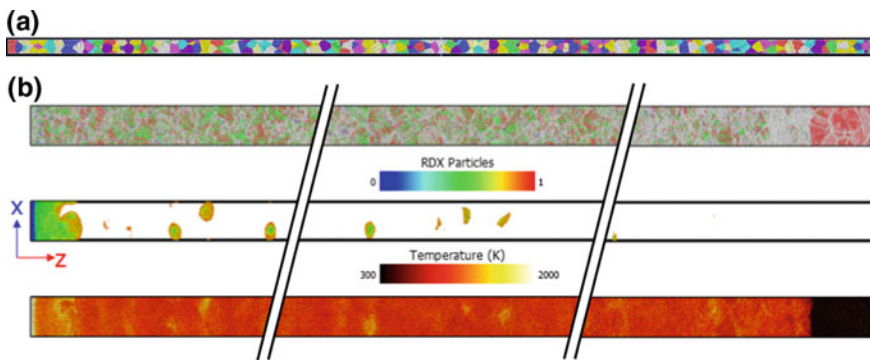 (a)
(b)
RDX Particles
0 1
X
Z
Temperature (K)
300 2000